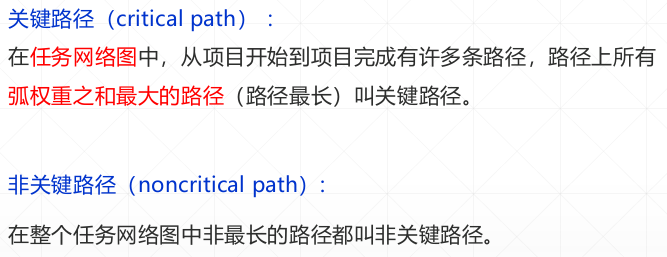 关键路径（critical path）：
在任务网络图中，从项目开始到项目完成有许多条路径，路径上所有
弧权重之和最大的路径（路径最长）叫关键路径。
非关键路径（noncritical path）：
在整个任务网络图中非最长的路径都叫非关键路径。